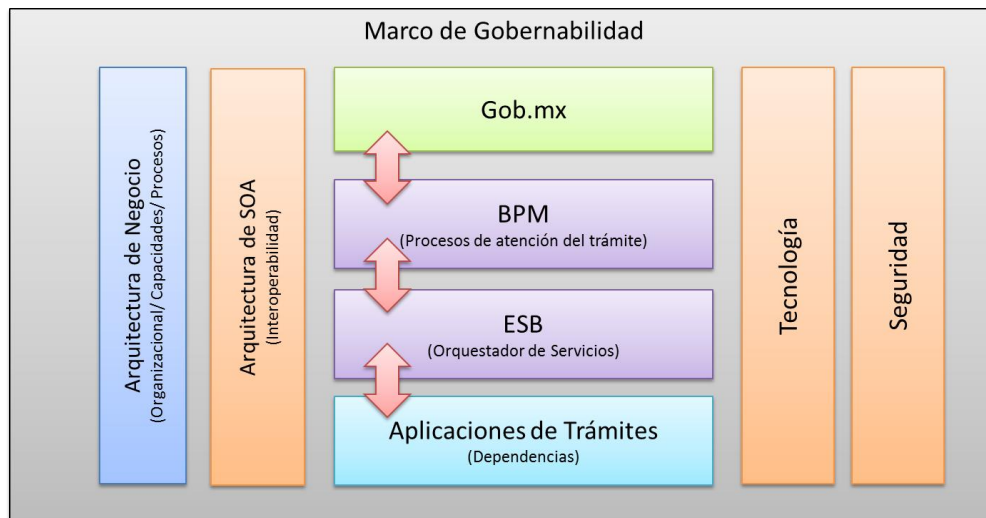 Marco de Gobernabilidad
Arquitectura de Negocio
(Organizacional/ Capacidades/ Procesos)
Arquitectura de SOA
(Interoperabilidad)
Gob.mx
BPM
(Procesos de atención del trámite)
ESB
(Orquestador de Servicios)
Aplicaciones de Trámites
(Dependencias)
Tecnología
Seguridad